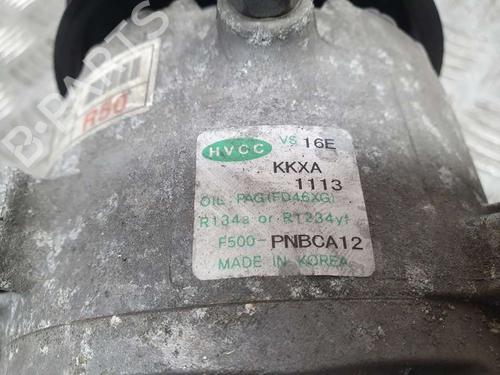 B-PARTS
R50
HVCC VS 16E
KKXA
1113
OIL PAG(FD46XG)
R134a or R1234yf
F500-PNBCA12
MADE IN KOREA